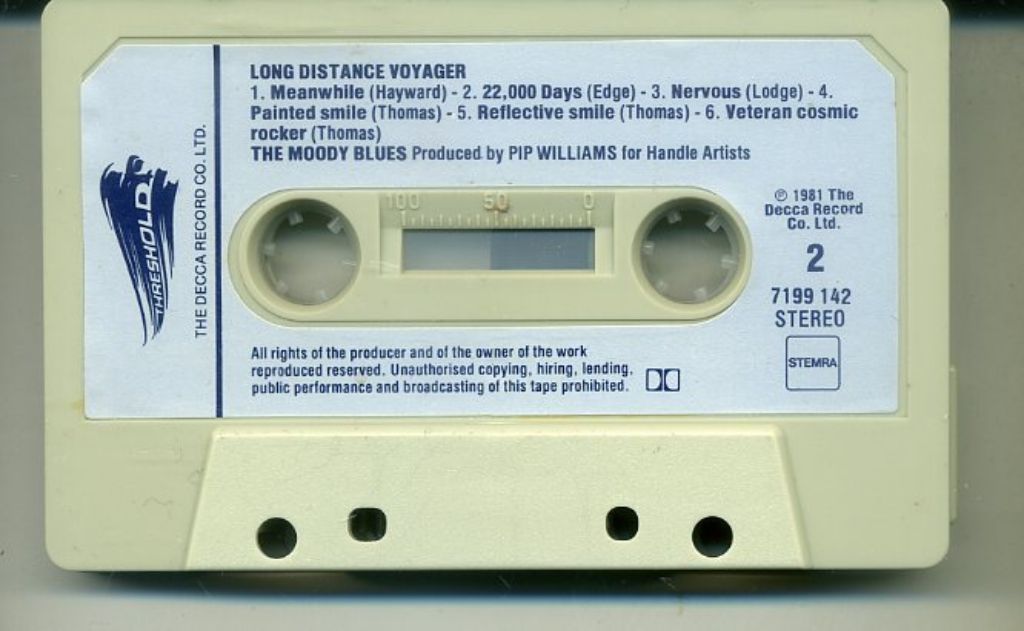 LONG DISTANCE VOYAGER
1. Meanwhile (Hayward) - 2. 22,000 Days (Edge) - 3. Nervous (Lodge) - 4.
Painted smile (Thomas) - 5. Reflective smile (Thomas) - 6. Veteran cosmic
rocker (Thomas)
THE MOODY BLUES Produced by PIP WILLIAMS for Handle Artists
THRESHOLD
THE DECCA RECORD CO. LTD.
100 50 0
℗ 1981 The
Decca Record
Co. Ltd.
2
7199 142
STEREO
STEMRA
All rights of the producer and of the owner of the work
reproduced reserved. Unauthorised copying, hiring, lending,
public performance and broadcasting of this tape prohibited.